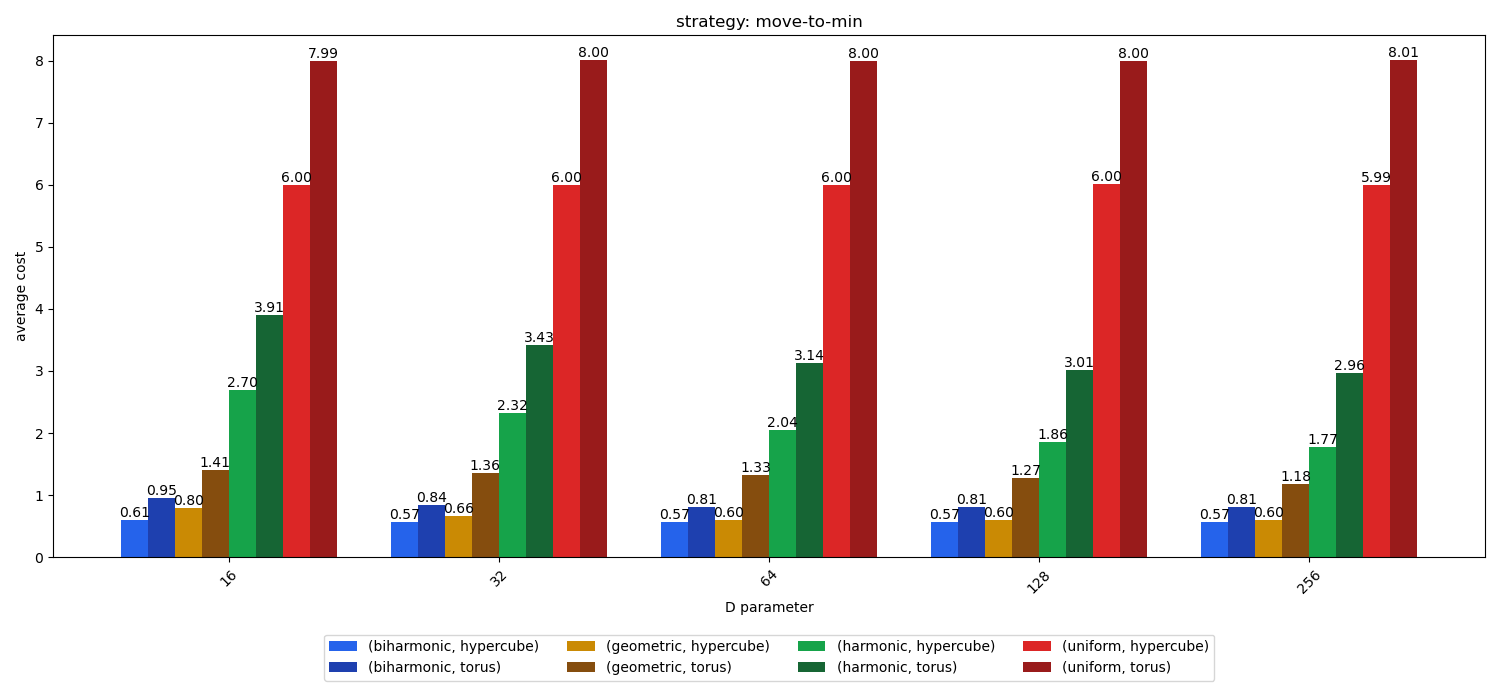 strategy: move-to-min
average cost
8
7
6
5
4
3
2
1
0
0.61 0.95 0.80 1.41 2.70 3.91 6.00 7.99
0.57 0.84 0.66 1.36 2.32 3.43 6.00 8.00
0.57 0.81 0.60 1.33 2.04 3.14 6.00 8.00
0.57 0.81 0.60 1.27 1.86 3.01 6.00 8.00
0.57 0.81 0.60 1.18 1.77 2.96 5.99 8.01
16 32 64 128 256
D parameter
(biharmonic, hypercube) (geometric, hypercube) (harmonic, hypercube) (uniform, hypercube)
(biharmonic, torus) (geometric, torus) (harmonic, torus) (uniform, torus)